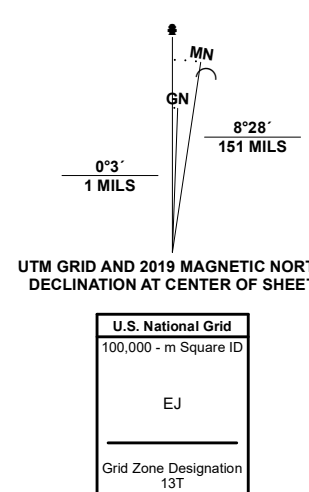 MN
GN
8°28´
151 MILS
0°3´
1 MILS
UTM GRID AND 2019 MAGNETIC NORT
DECLINATION AT CENTER OF SHEET
U.S. National Grid
100,000 - m Square ID
EJ
Grid Zone Designation
13T